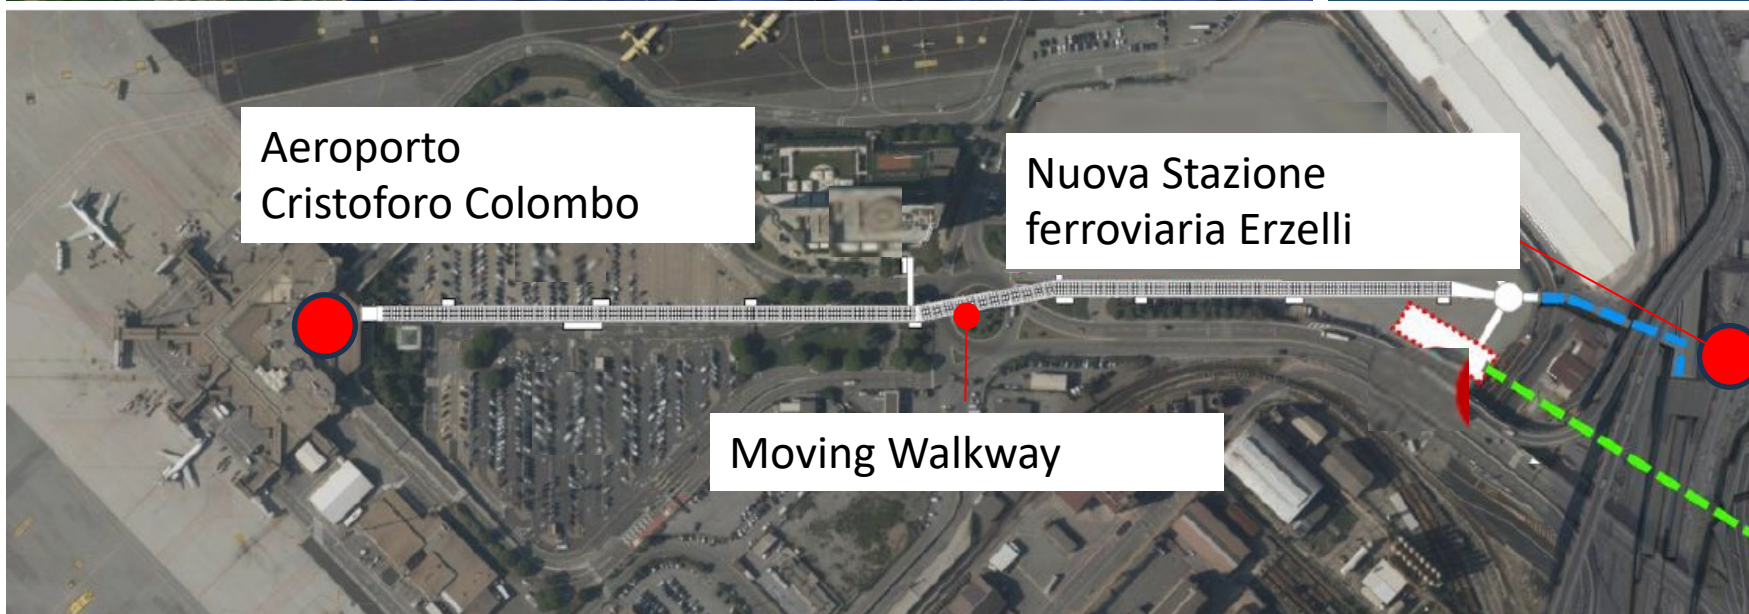 Aeroporto
Cristoforo Colombo
Nuova Stazione
ferroviaria Erzelli
Moving Walkway